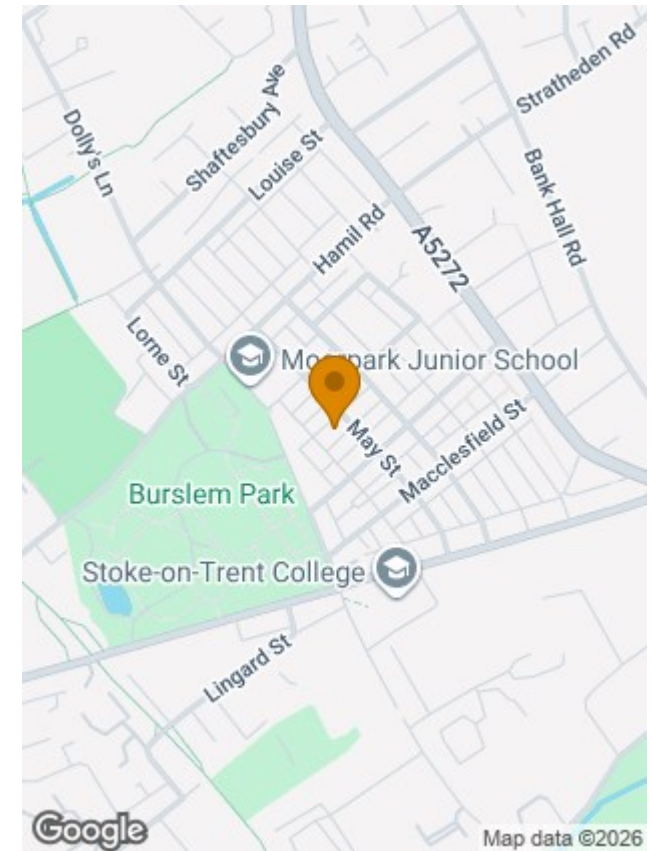 Stratheden Rd
Shaftesbury Ave
Dolly's Ln
Louise St
Bank Hall Rd
Hamil Rd
A5272
Lorne St
Moorpark Junior School
May St
Macclesfield St
Burslem Park
Stoke-on-Trent College
Lingard St
Google
Map data ©2026